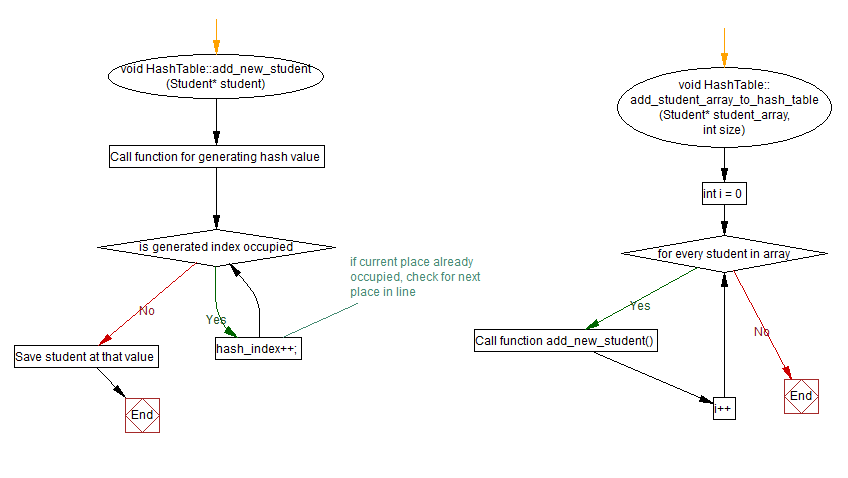 void HashTable::add_new_student
(Student* student)
Call function for generating hash value
is generated index occupied
if current place already
occupied, check for next
place in line
No
Yes
hash_index++;
Save student at that value
End
void HashTable::
add_student_array_to_hash_table
(Student* student_array,
int size)
int i = 0
for every student in array
Yes
No
Call function add_new_student()
i++
End